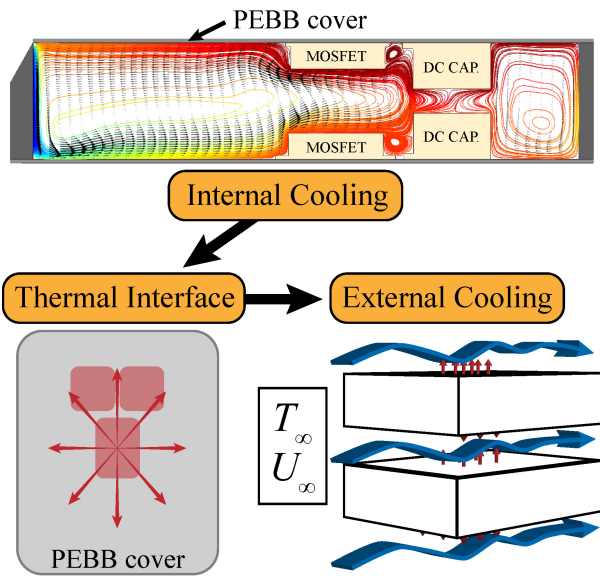 PEBB cover
MOSFET
DC CAP.
MOSFET
DC CAP.
Internal Cooling
Thermal Interface
External Cooling
T∞
U∞
PEBB cover